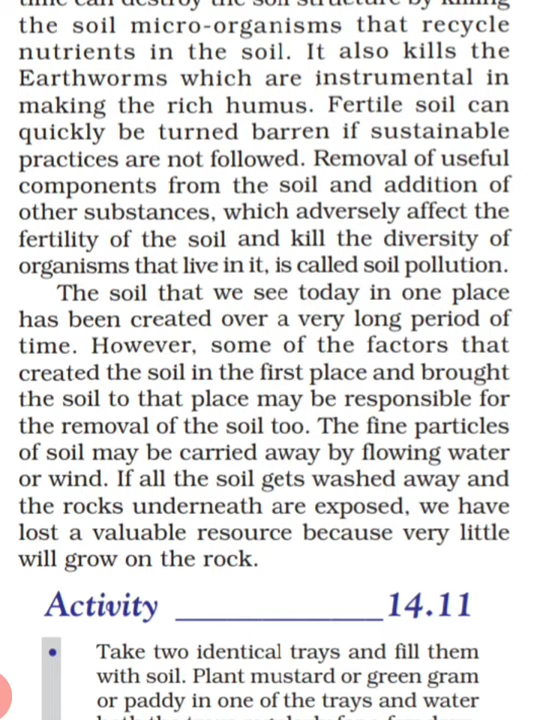 time can destroy the soil structure by killing
the soil micro-organisms that recycle
nutrients in the soil. It also kills the
Earthworms which are instrumental in
making the rich humus. Fertile soil can
quickly be turned barren if sustainable
practices are not followed. Removal of useful
components from the soil and addition of
other substances, which adversely affect the
fertility of the soil and kill the diversity of
organisms that live in it, is called soil pollution.
The soil that we see today in one place
has been created over a very long period of
time. However, some of the factors that
created the soil in the first place and brought
the soil to that place may be responsible for
the removal of the soil too. The fine particles
of soil may be carried away by flowing water
or wind. If all the soil gets washed away and
the rocks underneath are exposed, we have
lost a valuable resource because very little
will grow on the rock.
Activity ______________ 14.11
• Take two identical trays and fill them
with soil. Plant mustard or green gram
or paddy in one of the trays and water